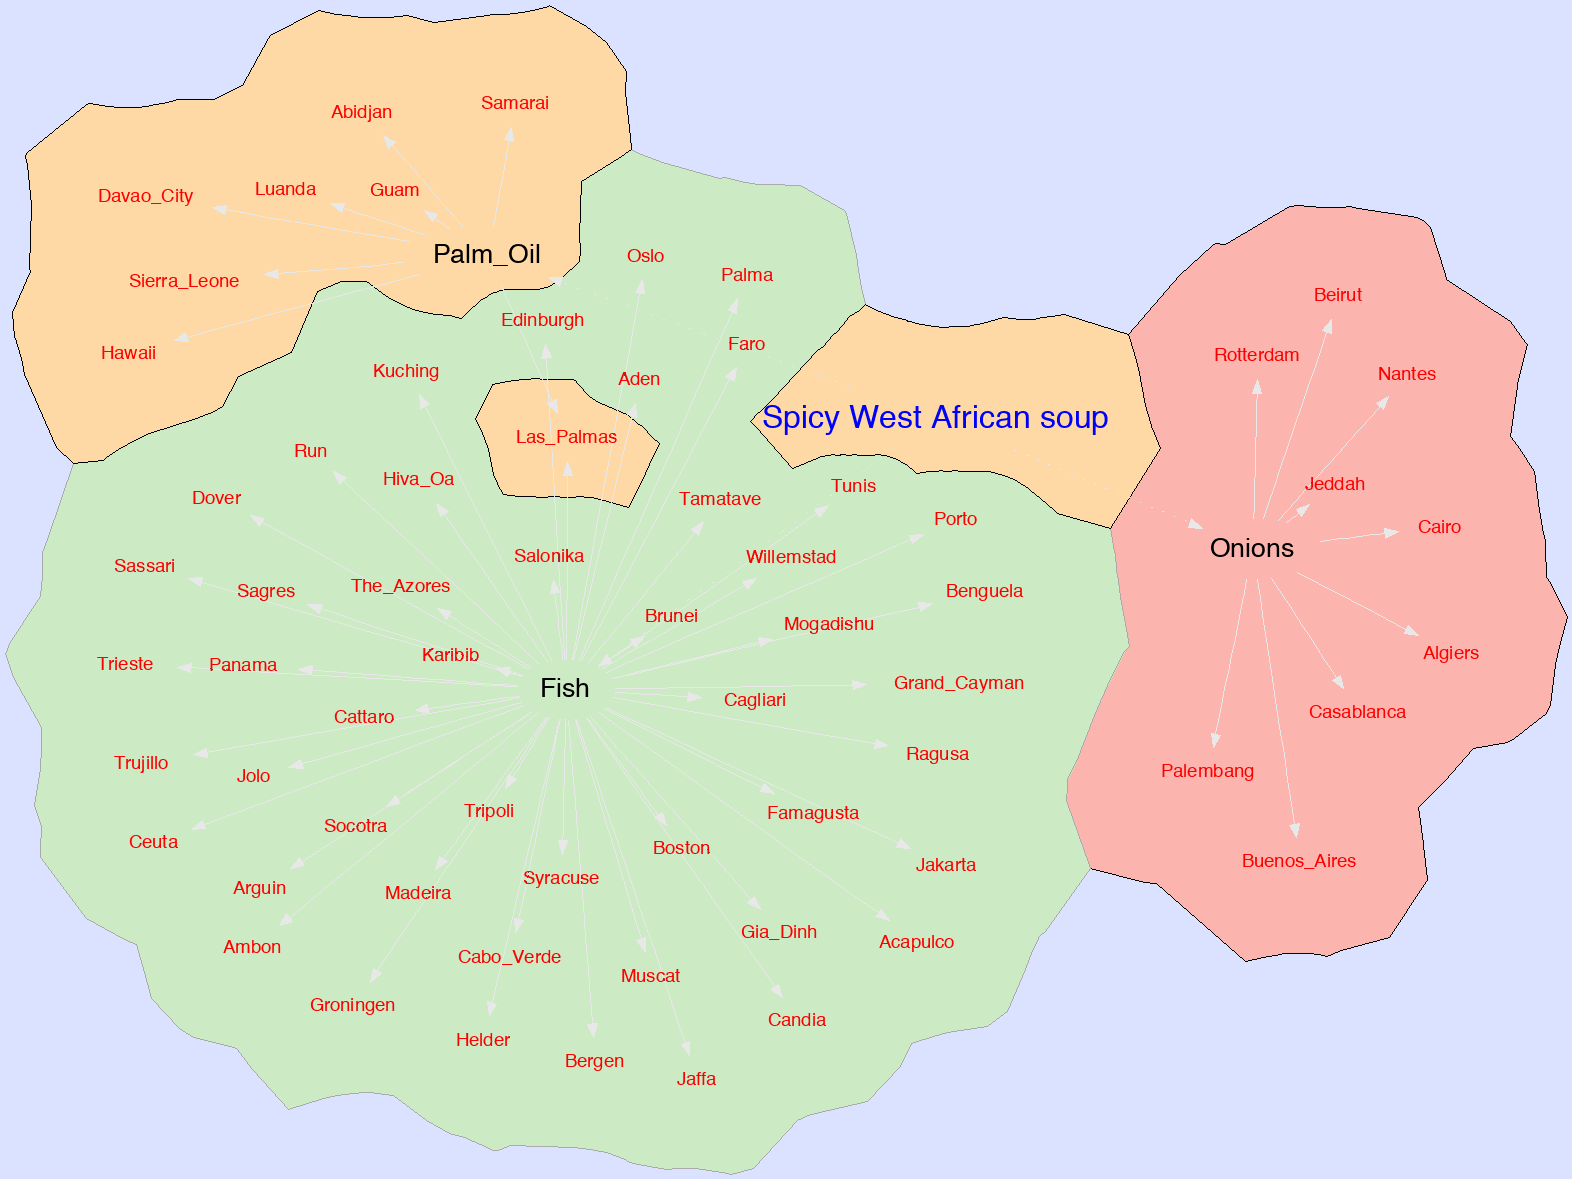 Samarai
Abidjan
Luanda
Guam
Davao_City
Palm_Oil
Oslo
Palma
Sierra_Leone
Beirut
Edinburgh
Faro
Hawaii
Rotterdam
Kuching
Aden
Nantes
Spicy West African soup
Las_Palmas
Run
Hiva_Oa
Jeddah
Tunis
Dover
Tamatave
Porto
Cairo
Onions
Salonika
Willemstad
Sassari
The_Azores
Sagres
Benguela
Brunei
Mogadishu
Karibib
Algiers
Trieste
Panama
Grand_Cayman
Fish
Cagliari
Casablanca
Cattaro
Ragusa
Trujillo
Palembang
Jolo
Tripoli
Famagusta
Socotra
Ceuta
Boston
Buenos_Aires
Jakarta
Syracuse
Arguin
Madeira
Gia_Dinh
Acapulco
Ambon
Cabo_Verde
Muscat
Groningen
Candia
Helder
Bergen
Jaffa